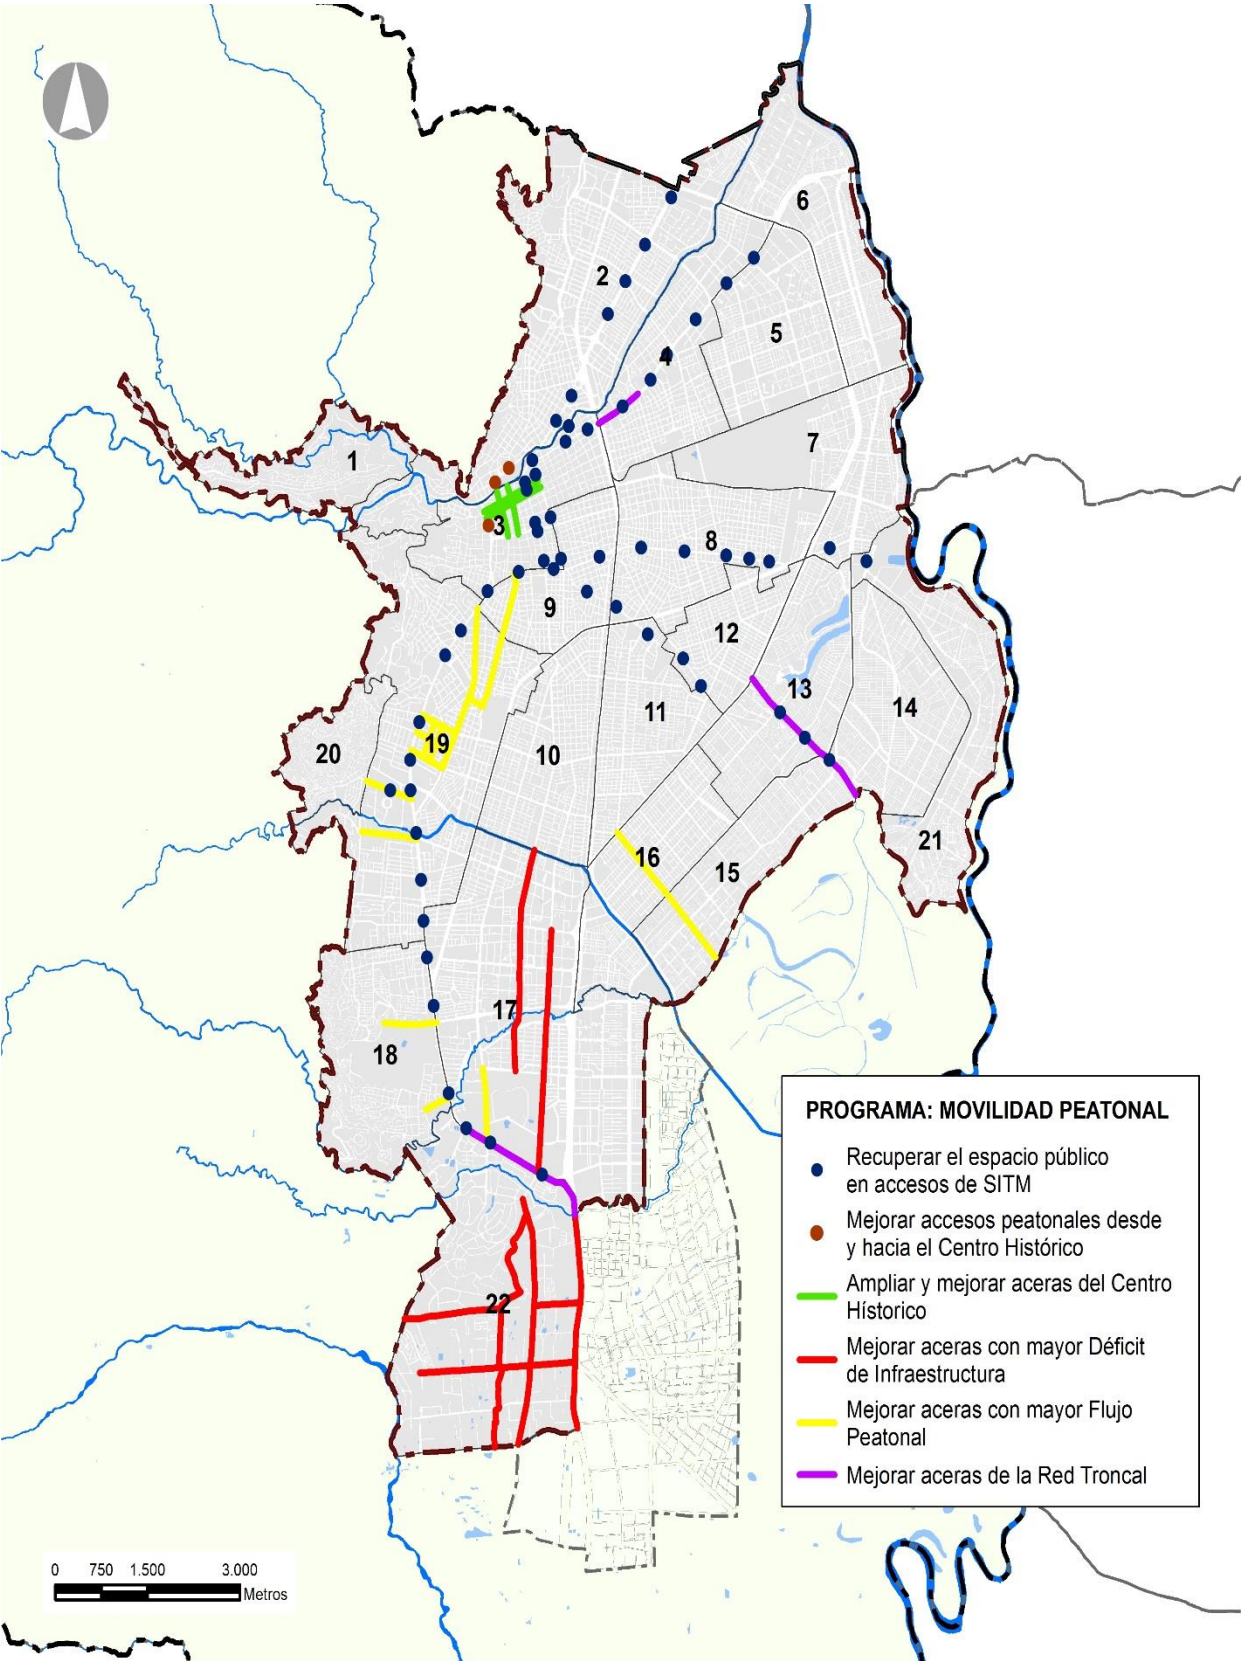 6
2
5
4
7
1
3
8
9
12
13
14
11
19
10
20
16
21
15
17
18
22
PROGRAMA: MOVILIDAD PEATONAL
Recuperar el espacio público
en accesos de SITM
Mejorar accesos peatonales desde
y hacia el Centro Histórico
Ampliar y mejorar aceras del Centro
Hístorico
Mejorar aceras con mayor Déficit
de Infraestructura
Mejorar aceras con mayor Flujo
Peatonal
Mejorar aceras de la Red Troncal
0 750 1.500 3.000
Metros